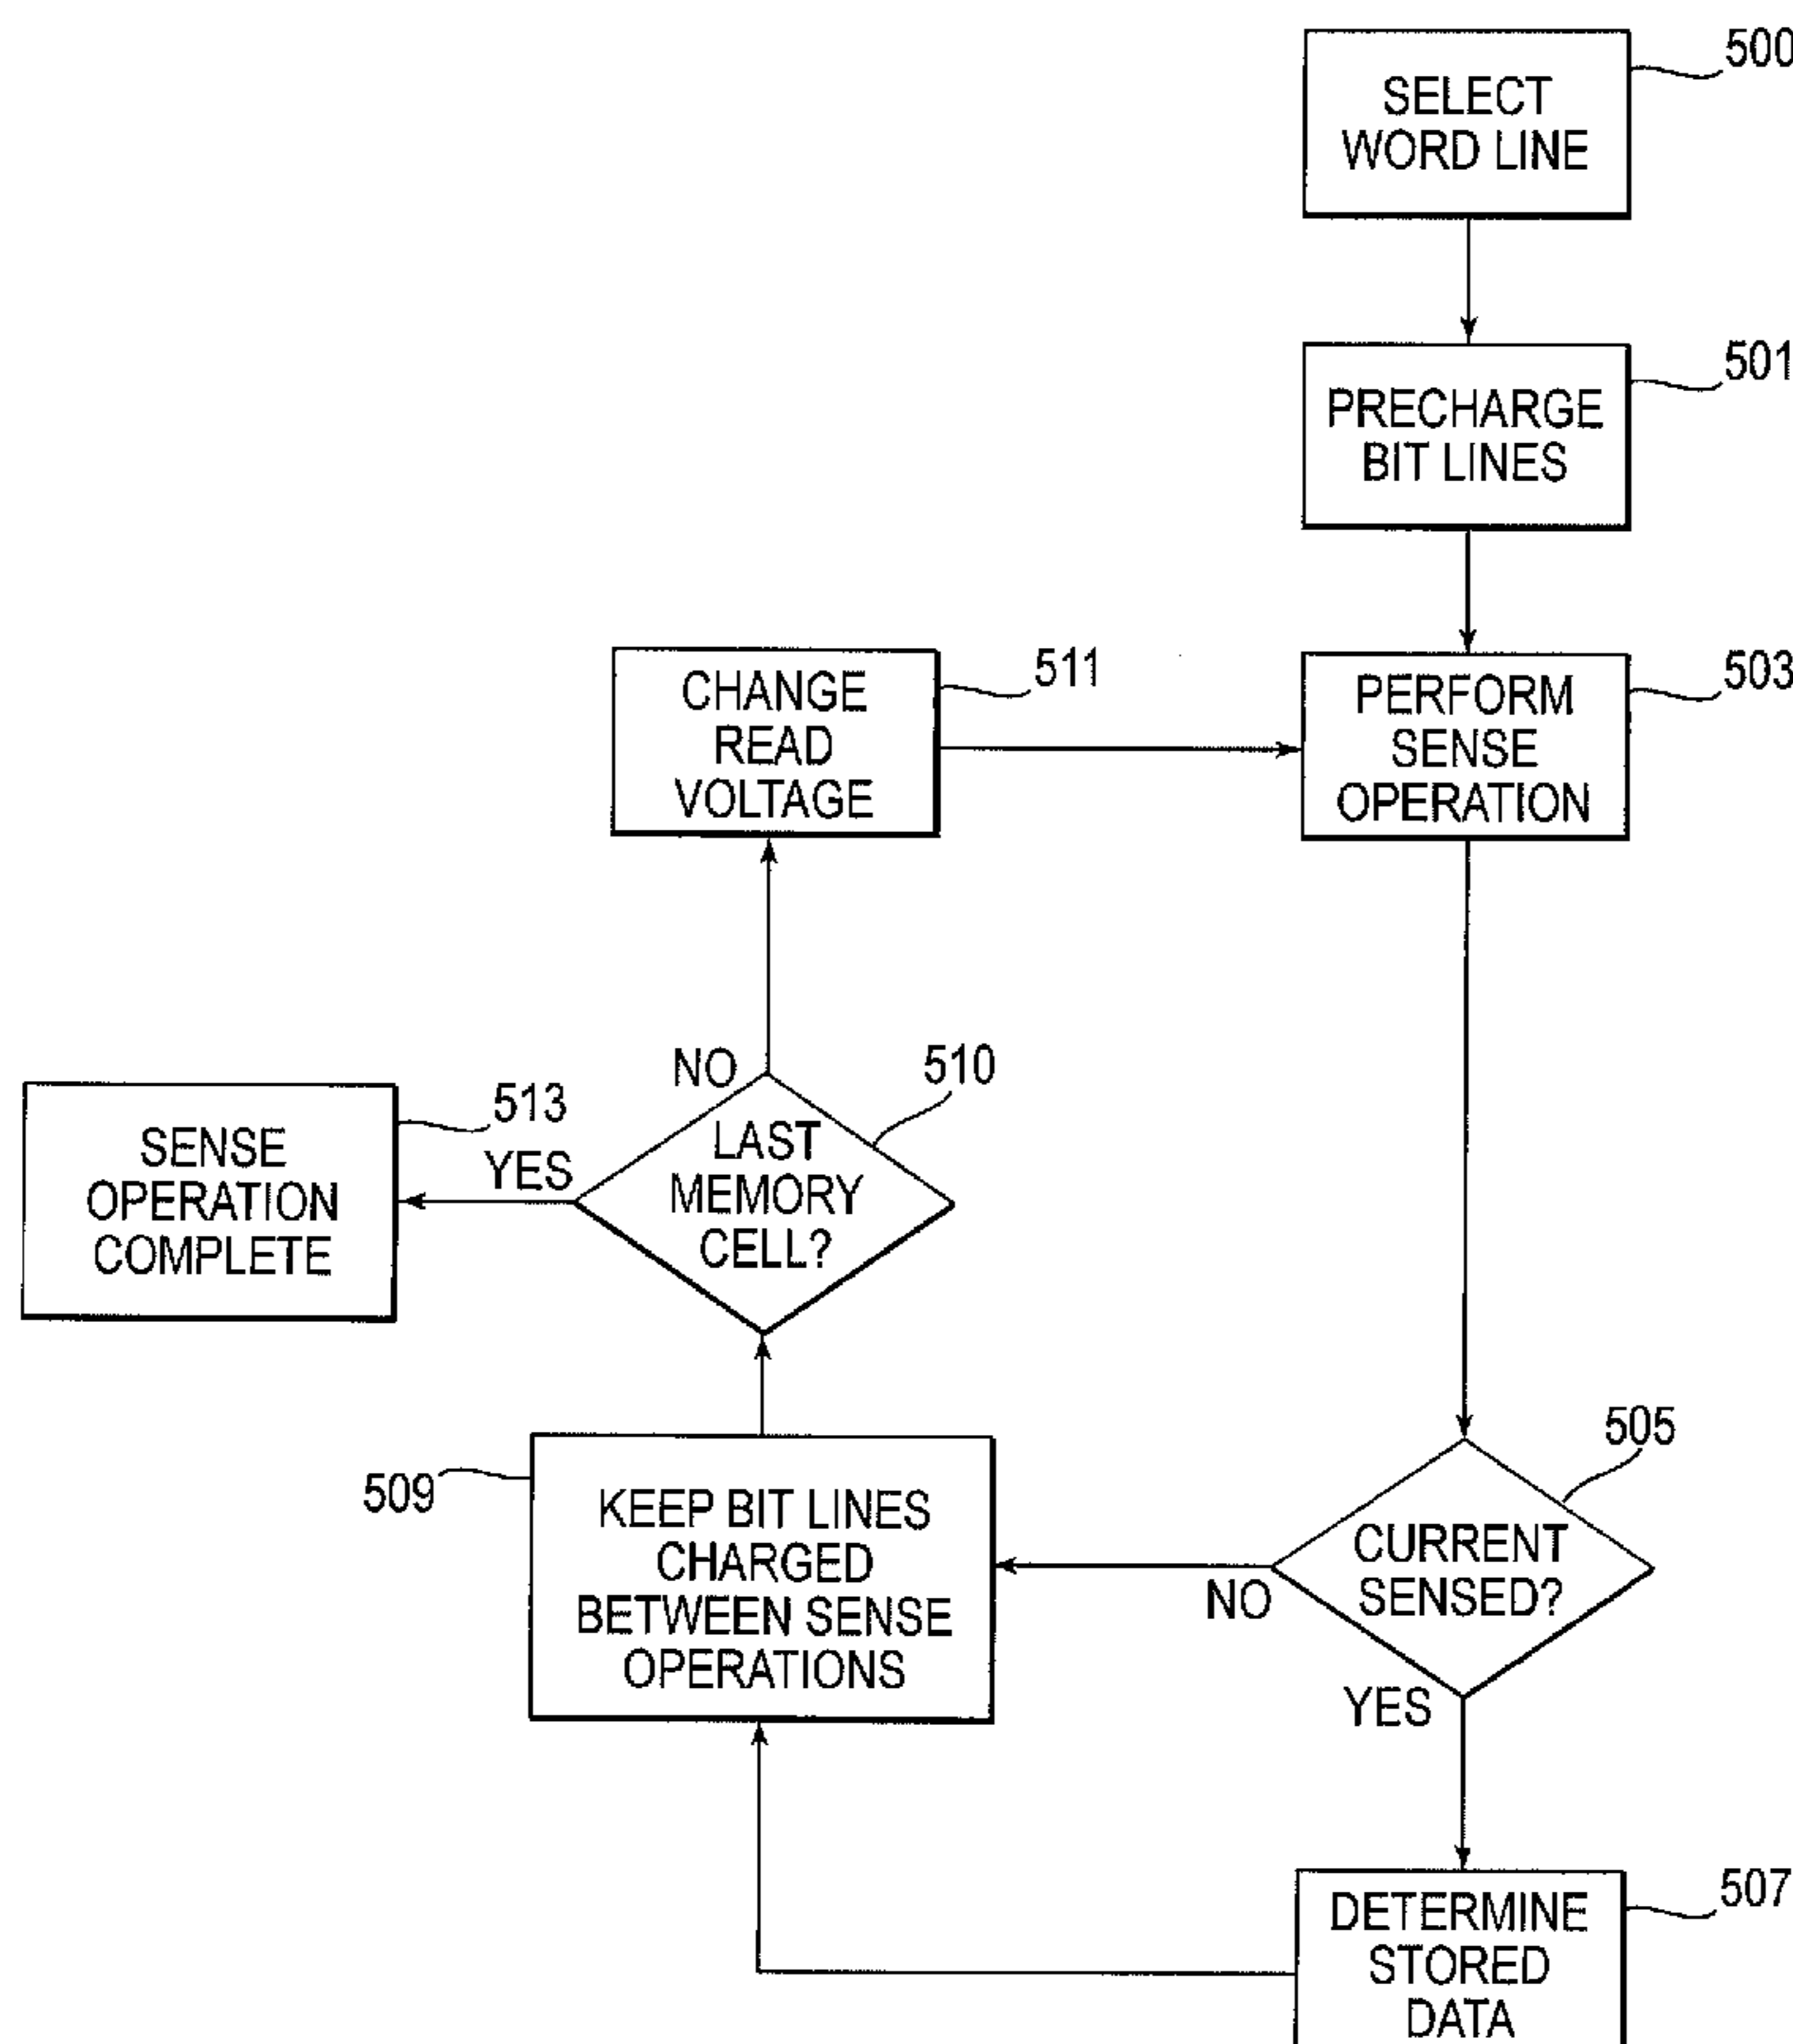 500
SELECT
WORD LINE
501
PRECHARGE
BIT LINES
503
PERFORM
SENSE
OPERATION
511
CHANGE
READ
VOLTAGE
NO
510
LAST
MEMORY
CELL?
YES
513
SENSE
OPERATION
COMPLETE
505
CURRENT
SENSED?
NO
YES
509
KEEP BIT LINES
CHARGED
BETWEEN SENSE
OPERATIONS
507
DETERMINE
STORED
DATA